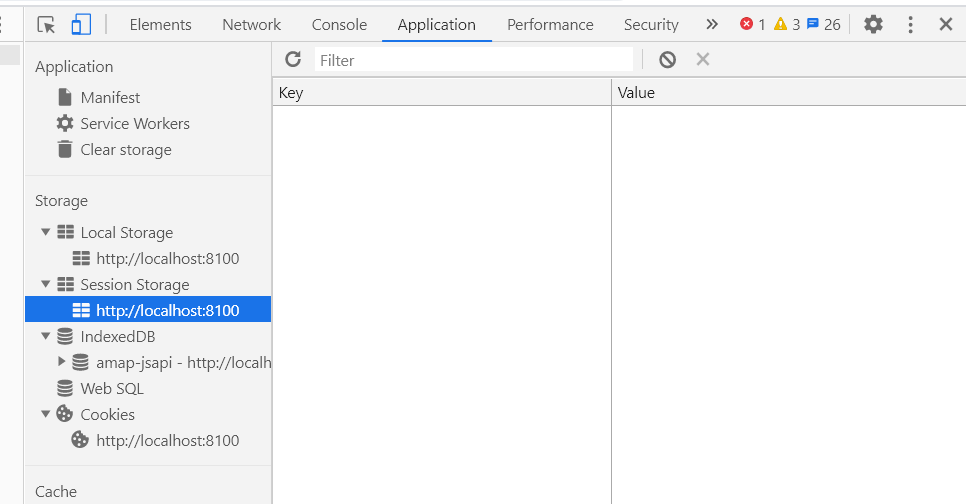 Elements Network Console Application Performance Security » 1 3 26
Application
Filter
Manifest
Key Value
Service Workers
Clear storage
Storage
Local Storage
http://localhost:8100
Session Storage
http://localhost:8100
IndexedDB
amap-jsapi - http://localh
Web SQL
Cookies
http://localhost:8100
Cache